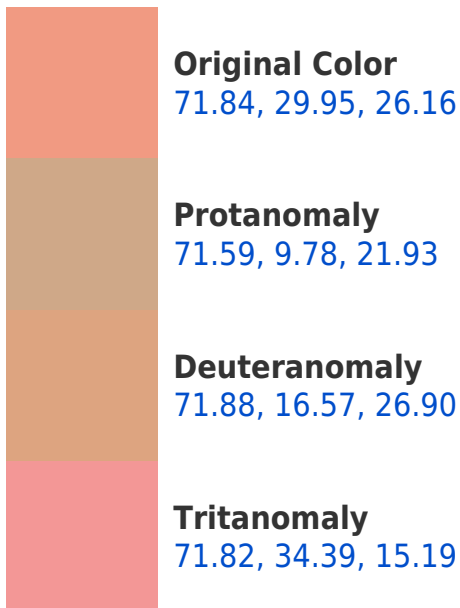 Original Color
71.84, 29.95, 26.16
Protanomaly
71.59, 9.78, 21.93
Deuteranomaly
71.88, 16.57, 26.90
Tritanomaly
71.82, 34.39, 15.19